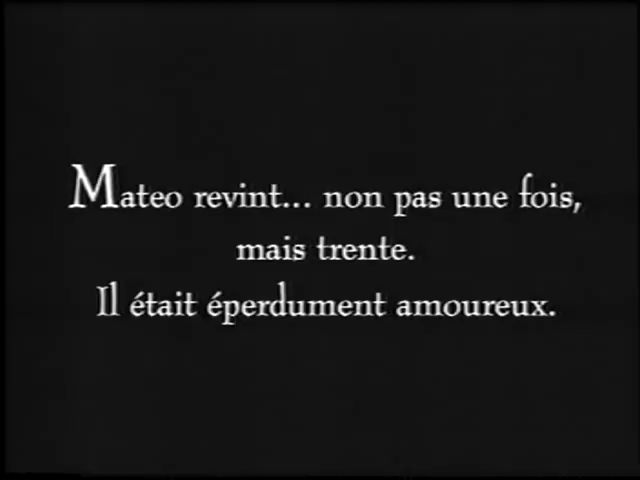 Mateo revint... non pas une fois,
mais trente.
Il était éperdument amoureux.